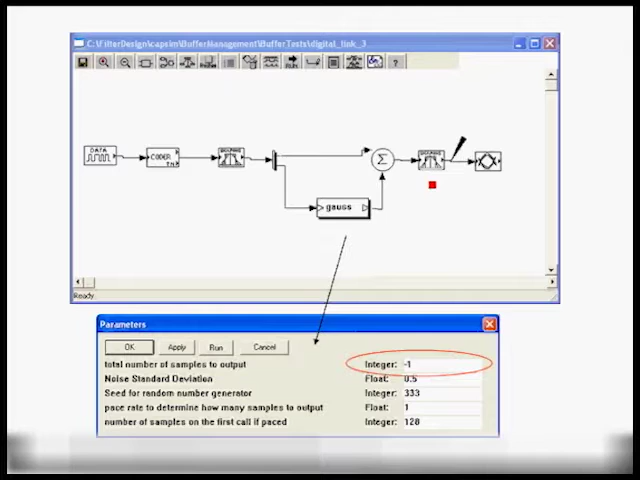 C:\FilterDesign\capsim\BufferManagement\BufferTests\digital_link_3
DATA
CODER
SHAPING
Σ
SHAPING
gauss
Ready
Parameters
OK Apply Run Cancel
total number of samples to output Integer: -1
Noise Standard Deviation Float: 0.5
Seed for random number generator Integer: 333
pace rate to determine how many samples to output Float: 1
number of samples on the first call if paced Integer: 128